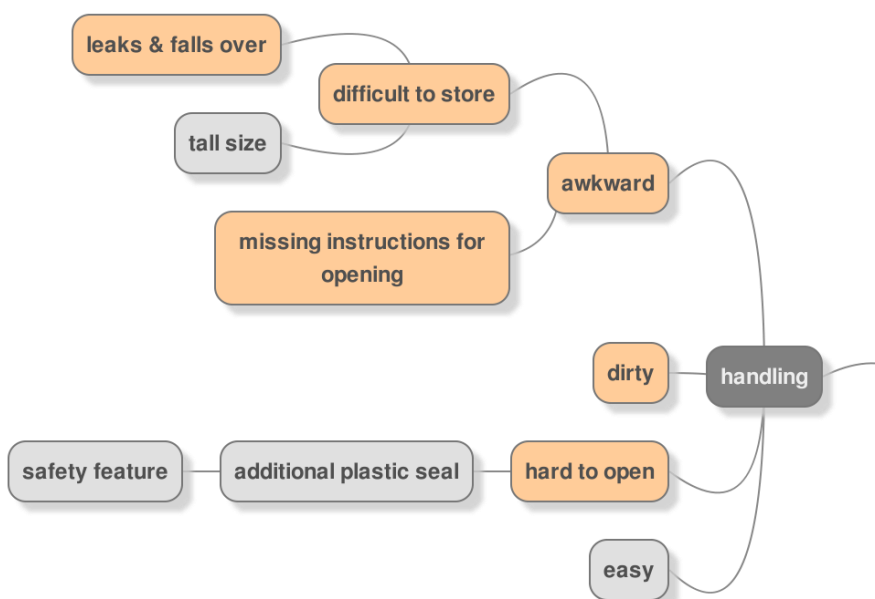 leaks & falls over
difficult to store
tall size
awkward
missing instructions for
opening
dirty
handling
safety feature
additional plastic seal
hard to open
easy